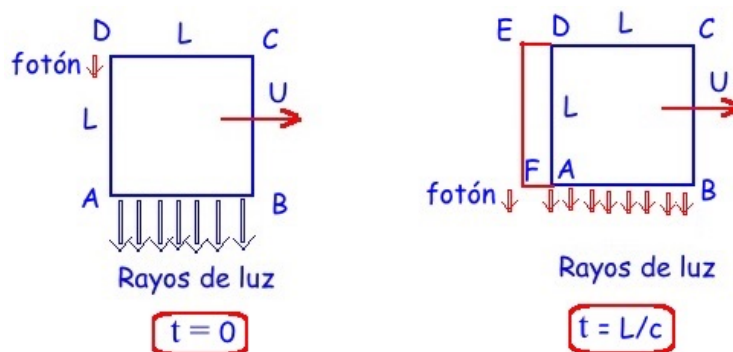 D L C
fotón
U
L
A B
Rayos de luz
t = 0
E D L C
U
L
F A
fotón B
Rayos de luz
t = L/c